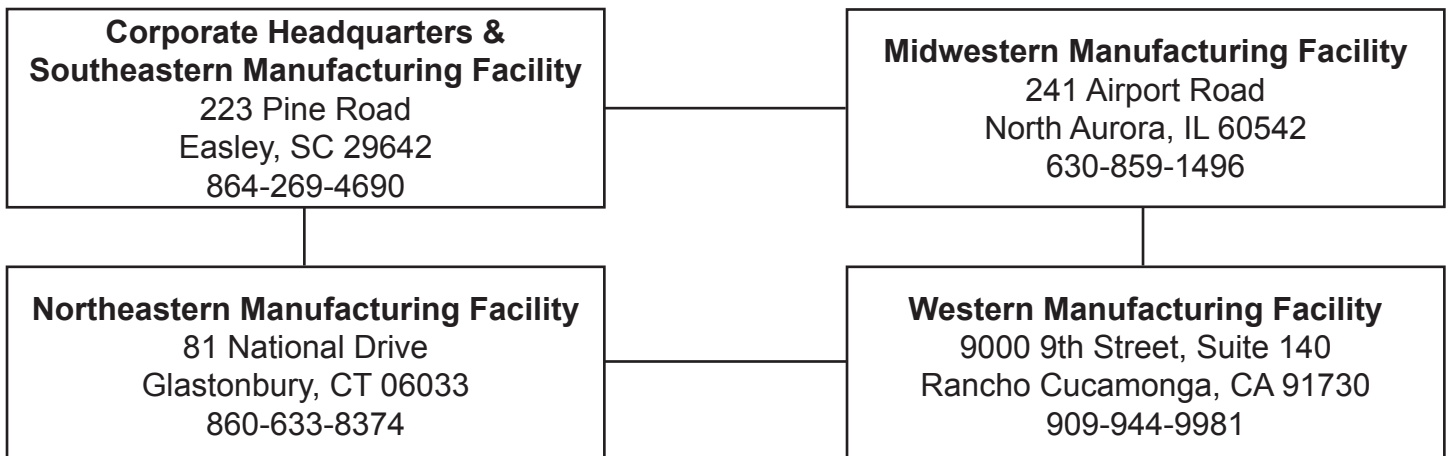 Corporate Headquarters &
Southeastern Manufacturing Facility
223 Pine Road
Easley, SC 29642
864-269-4690
Midwestern Manufacturing Facility
241 Airport Road
North Aurora, IL 60542
630-859-1496
Northeastern Manufacturing Facility
81 National Drive
Glastonbury, CT 06033
860-633-8374
Western Manufacturing Facility
9000 9th Street, Suite 140
Rancho Cucamonga, CA 91730
909-944-9981